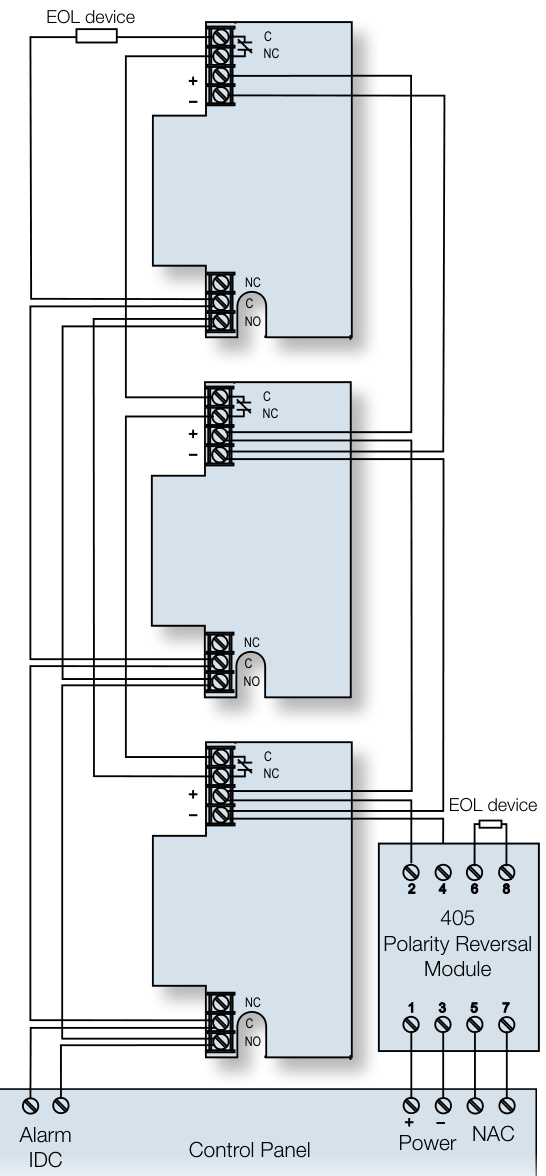 EOL device
C
NC
+
−
NC
C
NO
C
NC
+
−
NC
C
NO
C
NC
+
−
EOL device
2 4 6 8
405
Polarity Reversal
Module
1 3 5 7
NC
C
NO
+ −
Alarm
IDC
Control Panel
Power
NAC